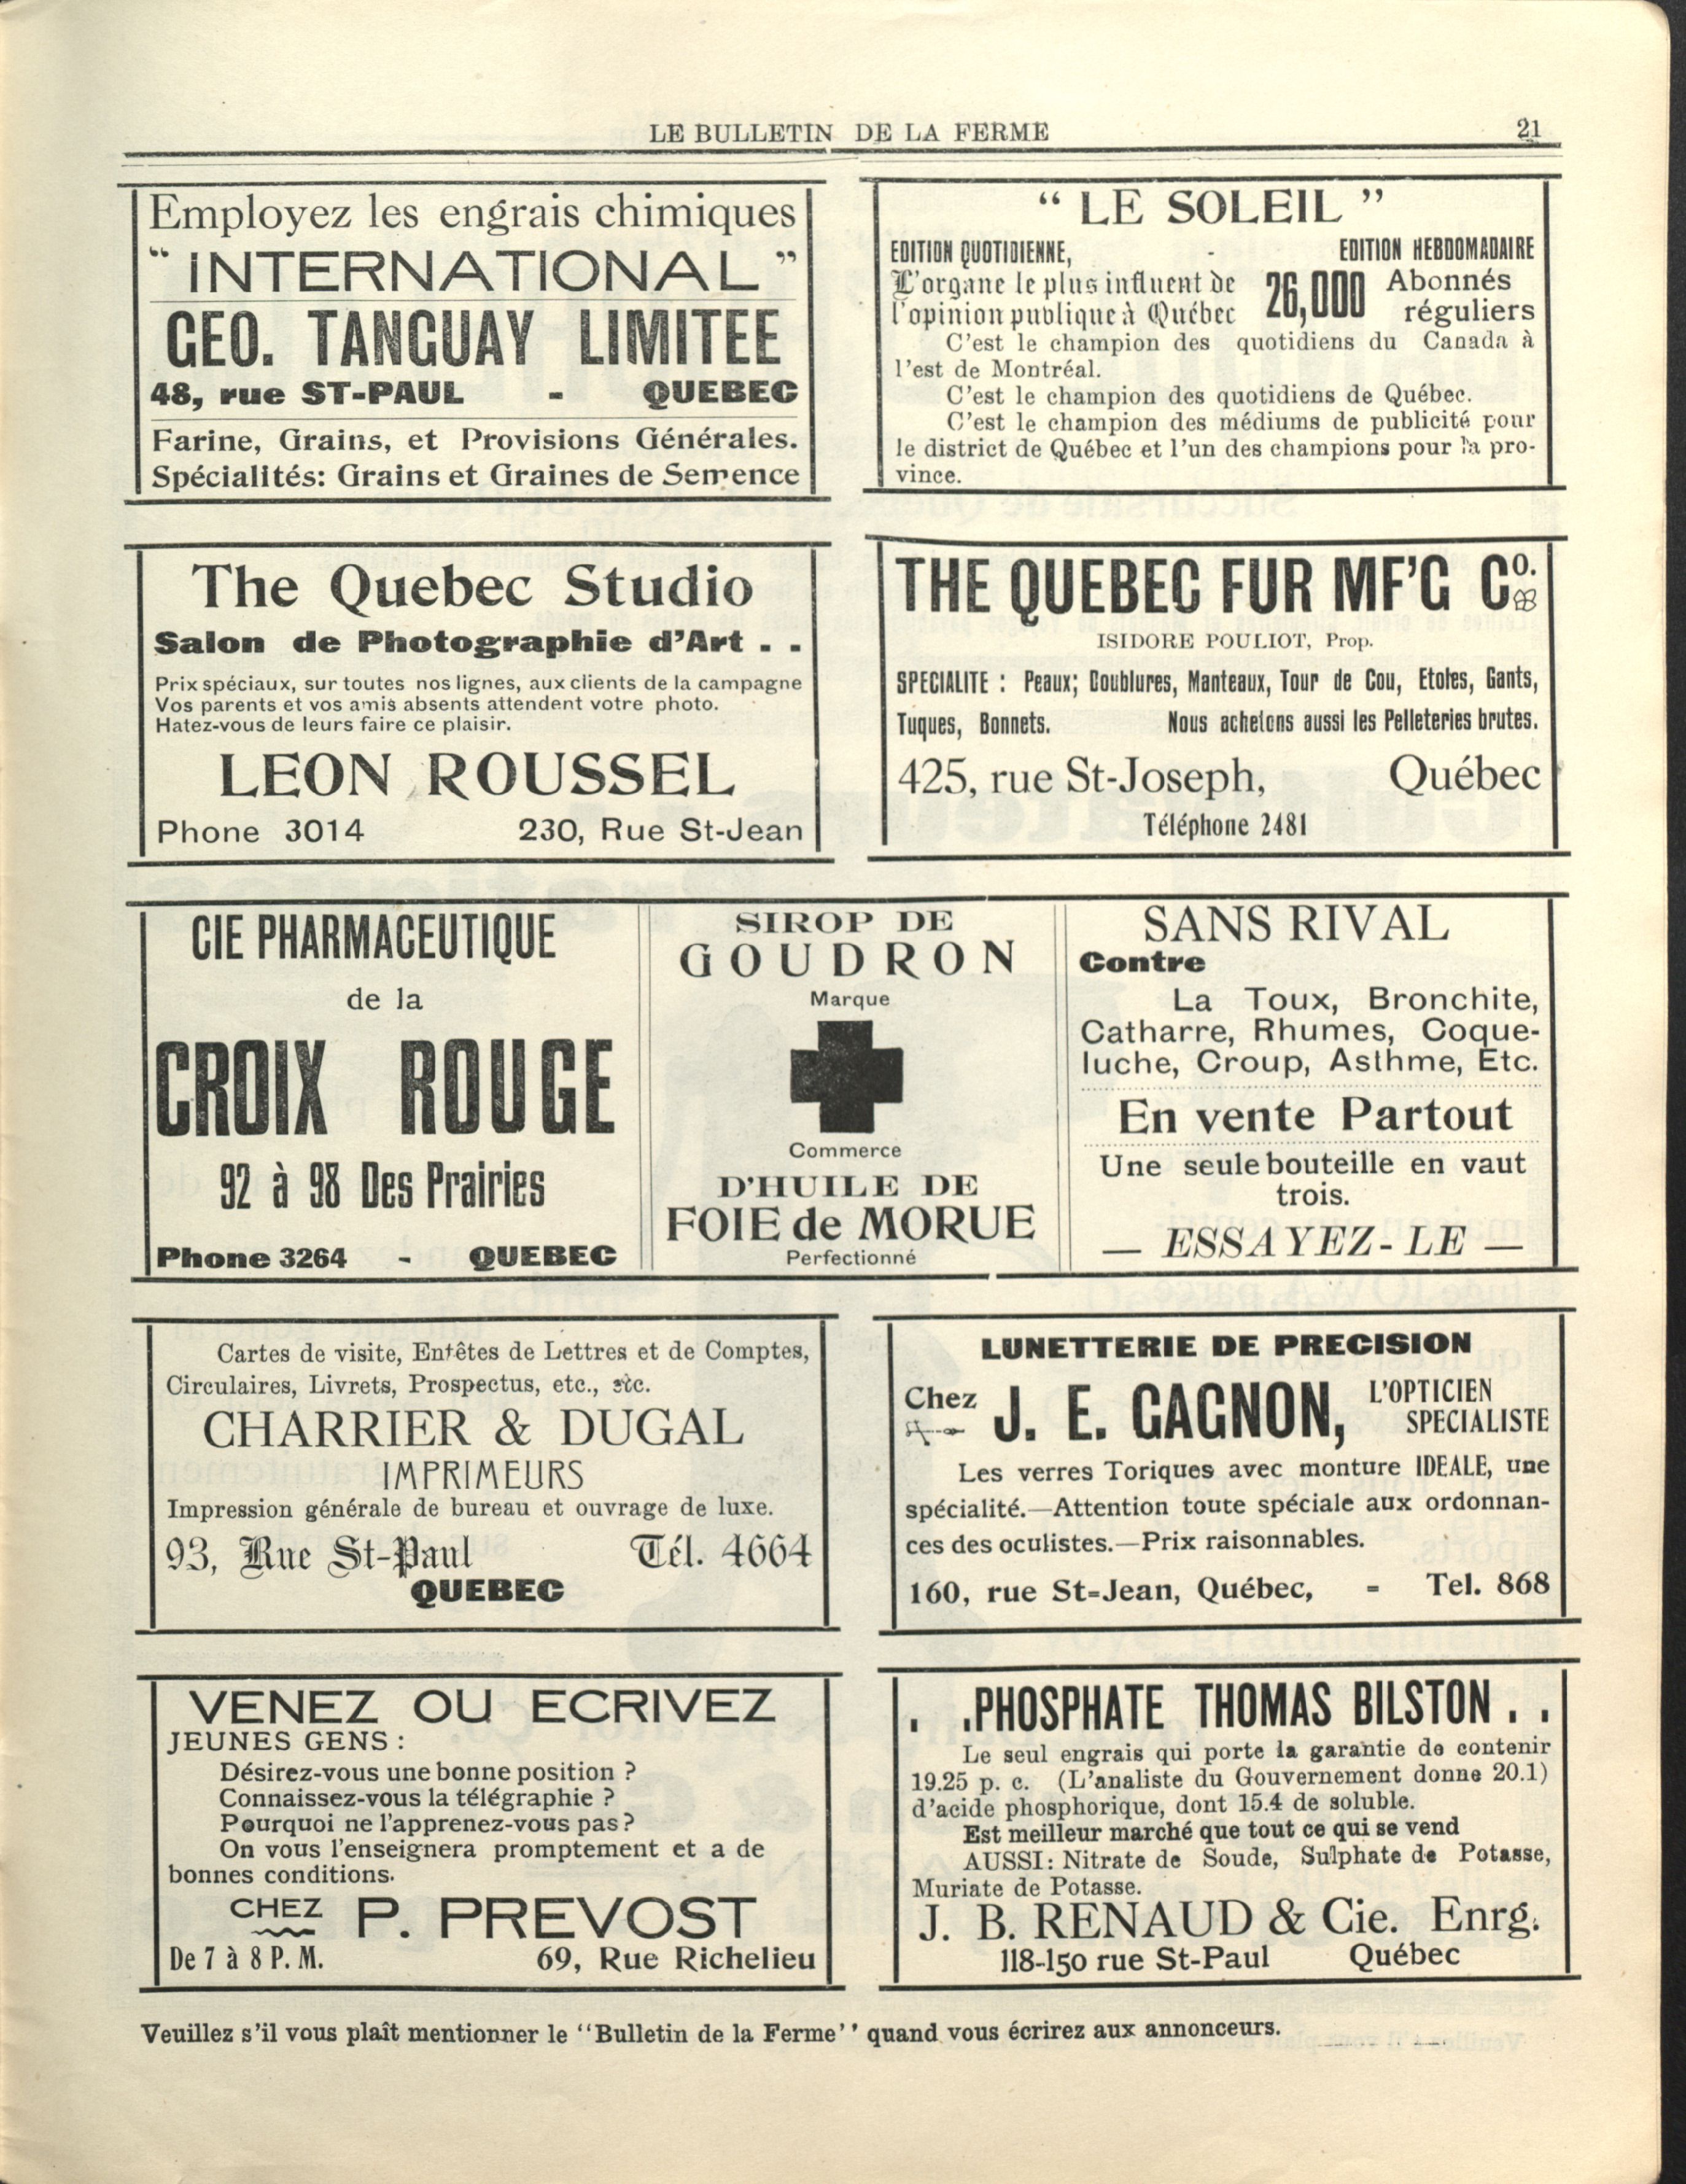 LE BULLETIN DE LA FERME 21
Employez les engrais chimiques
“ INTERNATIONAL ”
GEO. TANGUAY LIMITEE
48, rue ST-PAUL - QUEBEC
Farine, Grains, et Provisions Générales.
Spécialités: Grains et Graines de Semence
“ LE SOLEIL ”
EDITION QUOTIDIENNE, - EDITION HEBDOMADAIRE
L'organe le plus influent de
l'opinion publique à Québec
26,000 Abonnés
réguliers
C'est le champion des quotidiens du Canada à
l'est de Montréal.
C'est le champion des quotidiens de Québec.
C'est le champion des médiums de publicité pour
le district de Québec et l'un des champions pour la pro-
vince.
The Quebec Studio
Salon de Photographie d'Art . .
Prix spéciaux, sur toutes nos lignes, aux clients de la campagne
Vos parents et vos amis absents attendent votre photo.
Hatez-vous de leurs faire ce plaisir.
LEON ROUSSEL
Phone 3014 230, Rue St-Jean
THE QUEBEC FUR MF'G Co.
ISIDORE POULIOT, Prop.
SPECIALITE : Peaux; Doublures, Manteaux, Tour de Cou, Etoles, Gants,
Tuques, Bonnets. Nous achetons aussi les Pelleteries brutes.
425, rue St-Joseph, Québec
Téléphone 2481
CIE PHARMACEUTIQUE
de la
CROIX ROUGE
92 à 98 Des Prairies
Phone 3264 - QUEBEC
SIROP DE
GOUDRON
Marque
Commerce
D'HUILE DE
FOIE de MORUE
Perfectionné
SANS RIVAL
Contre
La Toux, Bronchite,
Catharre, Rhumes, Coque-
luche, Croup, Asthme, Etc.
En vente Partout
Une seule bouteille en vaut
trois.
— ESSAYEZ-LE —
Cartes de visite, Entêtes de Lettres et de Comptes,
Circulaires, Livrets, Prospectus, etc., etc.
CHARRIER & DUGAL
IMPRIMEURS
Impression générale de bureau et ouvrage de luxe.
93, Rue St-Paul Tél. 4664
QUEBEC
LUNETTERIE DE PRECISION
Chez J. E. GAGNON, L'OPTICIEN
SPECIALISTE
Les verres Toriques avec monture IDEALE, une
spécialité.—Attention toute spéciale aux ordonnan-
ces des oculistes.—Prix raisonnables.
160, rue St-Jean, Québec, - Tel. 868
VENEZ OU ECRIVEZ
JEUNES GENS :
Désirez-vous une bonne position ?
Connaissez-vous la télégraphie ?
Pourquoi ne l'apprenez-vous pas ?
On vous l'enseignera promptement et a de
bonnes conditions.
CHEZ P. PREVOST
De 7 à 8 P. M. 69, Rue Richelieu
. .PHOSPHATE THOMAS BILSTON . .
Le seul engrais qui porte la garantie de contenir
19.25 p. c. (L'analiste du Gouvernement donne 20.1)
d'acide phosphorique, dont 15.4 de soluble.
Est meilleur marché que tout ce qui se vend
AUSSI: Nitrate de Soude, Sulphate de Potasse,
Muriate de Potasse.
J. B. RENAUD & Cie. Enrg.
118-150 rue St-Paul Québec
Veuillez s'il vous plaît mentionner le ‘‘Bulletin de la Ferme’’ quand vous écrirez aux annonceurs.